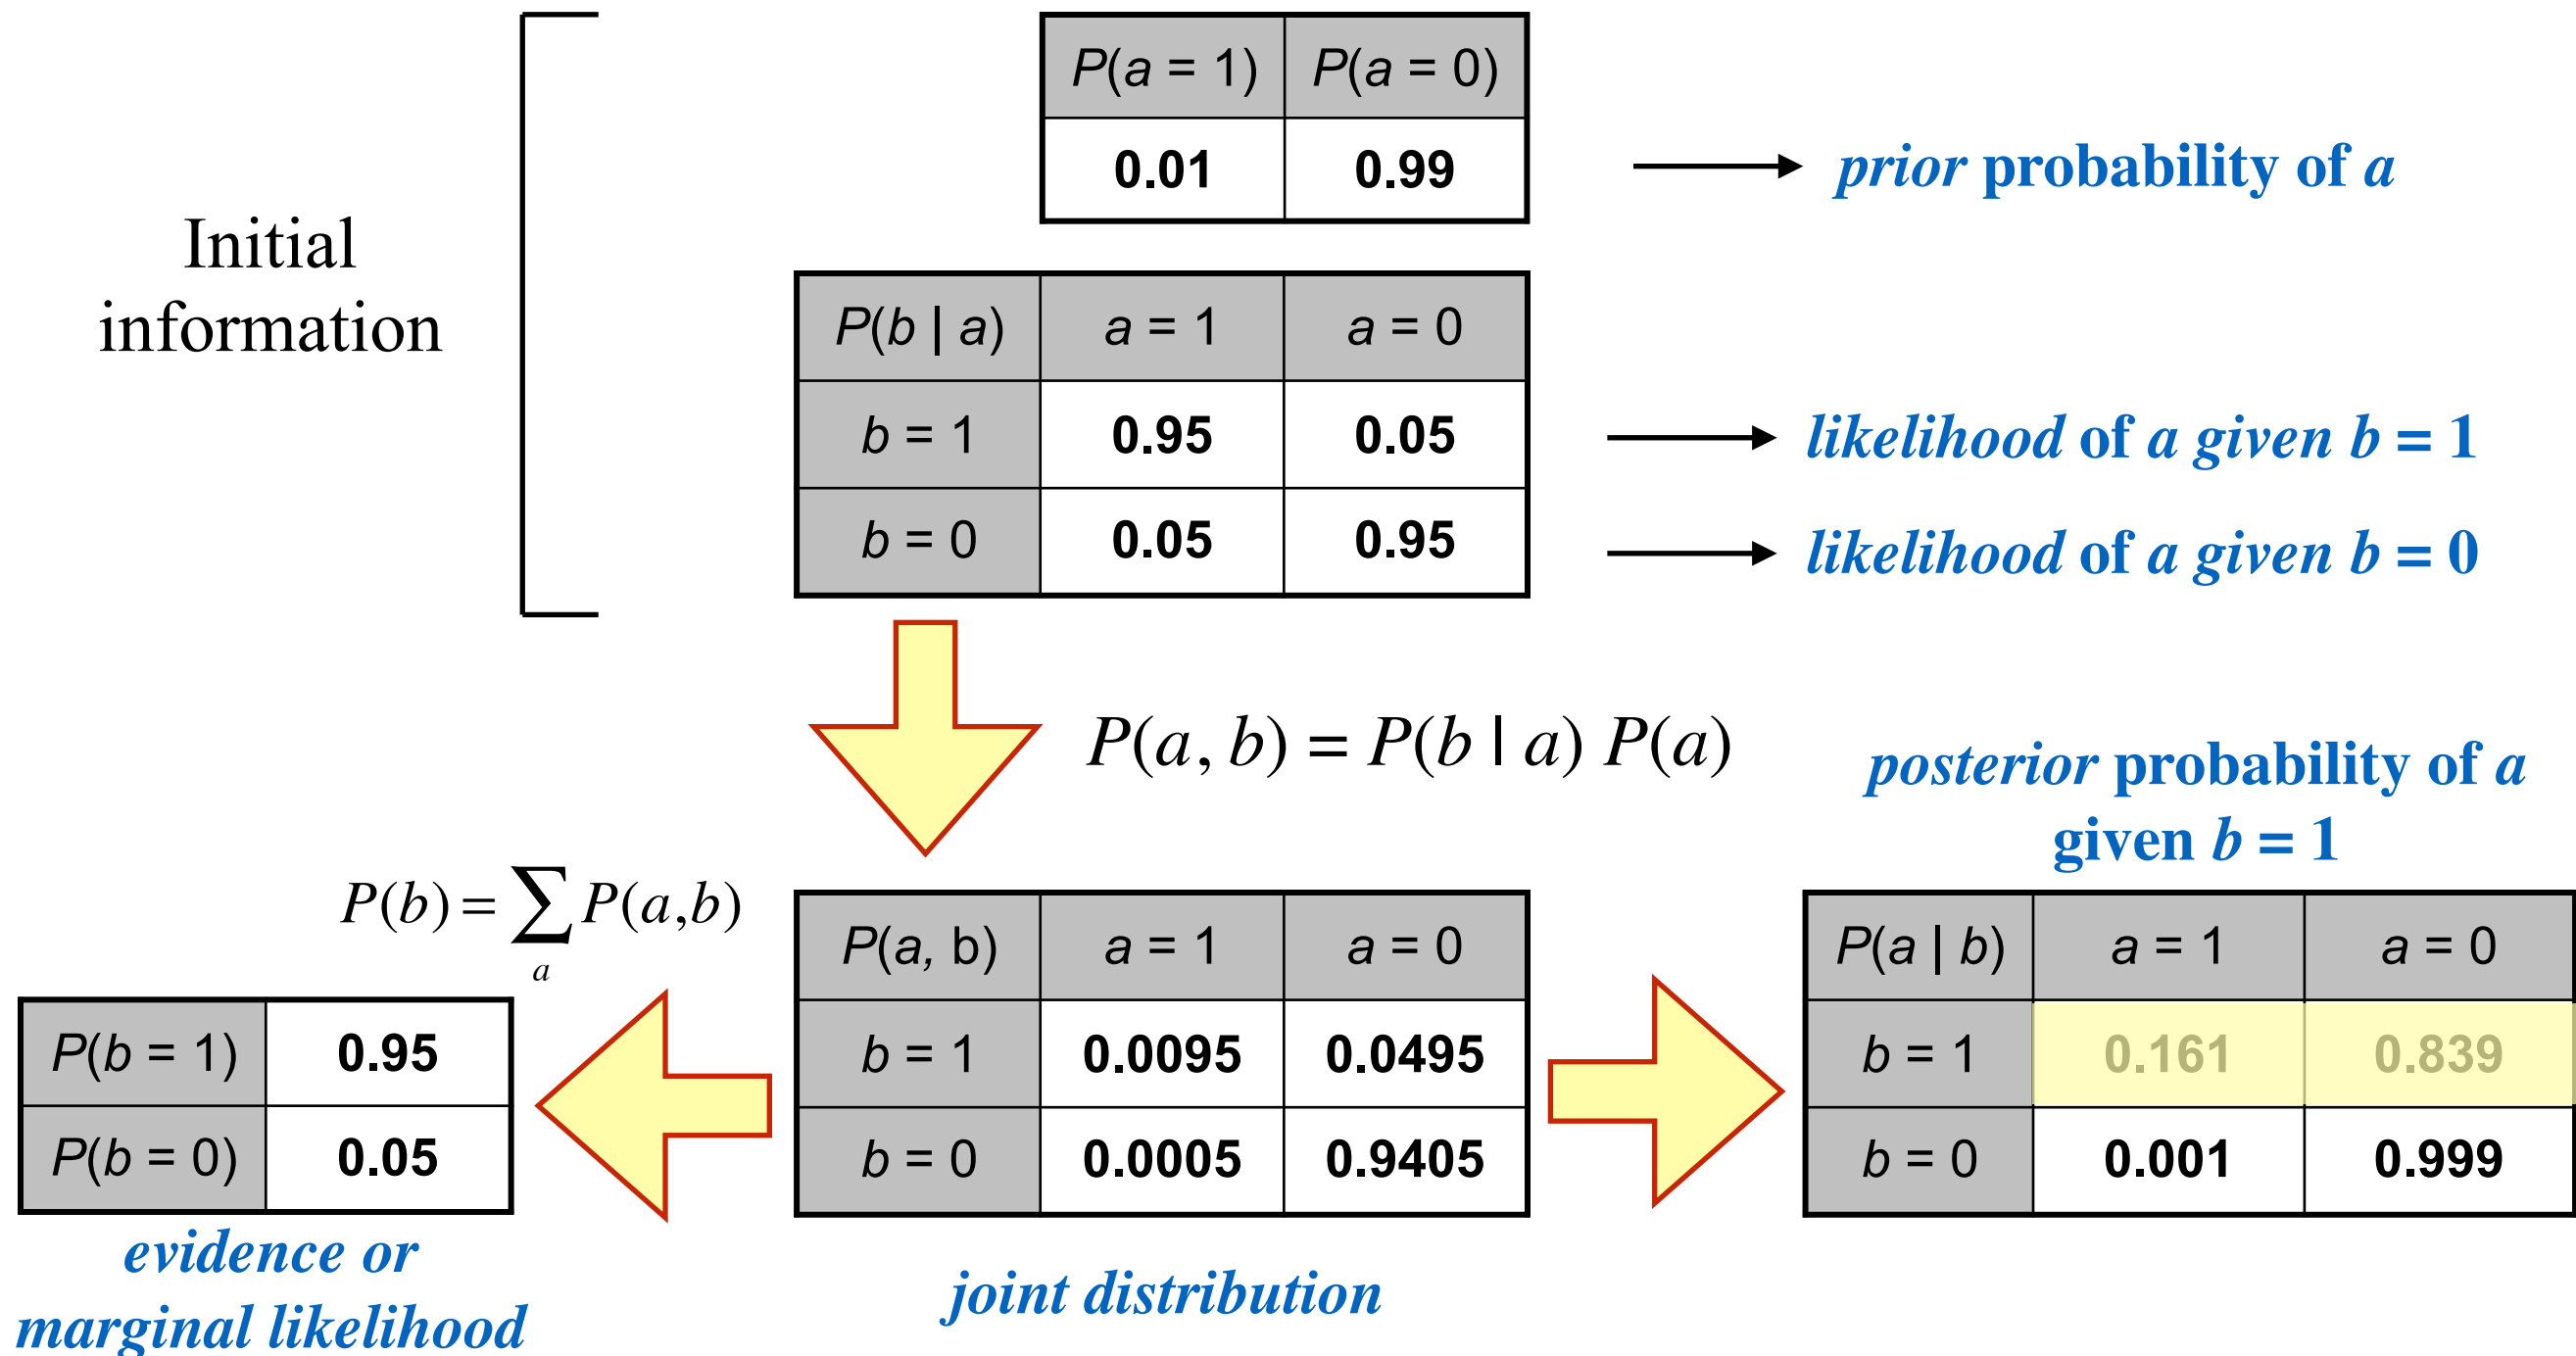 P(a = 1) P(a = 0)
0.01 0.99
prior probability of a
Initial
information
P(b | a) a = 1 a = 0
b = 1 0.95 0.05
likelihood of a given b = 1
b = 0 0.05 0.95
likelihood of a given b = 0
P(a, b) = P(b | a) P(a)
posterior probability of a
given b = 1
P(b) = ∑ P(a,b)
a
P(a, b) a = 1 a = 0
b = 1 0.0095 0.0495
b = 0 0.0005 0.9405
P(a | b) a = 1 a = 0
b = 1 0.161 0.839
b = 0 0.001 0.999
P(b = 1) 0.95
P(b = 0) 0.05
evidence or
marginal likelihood
joint distribution